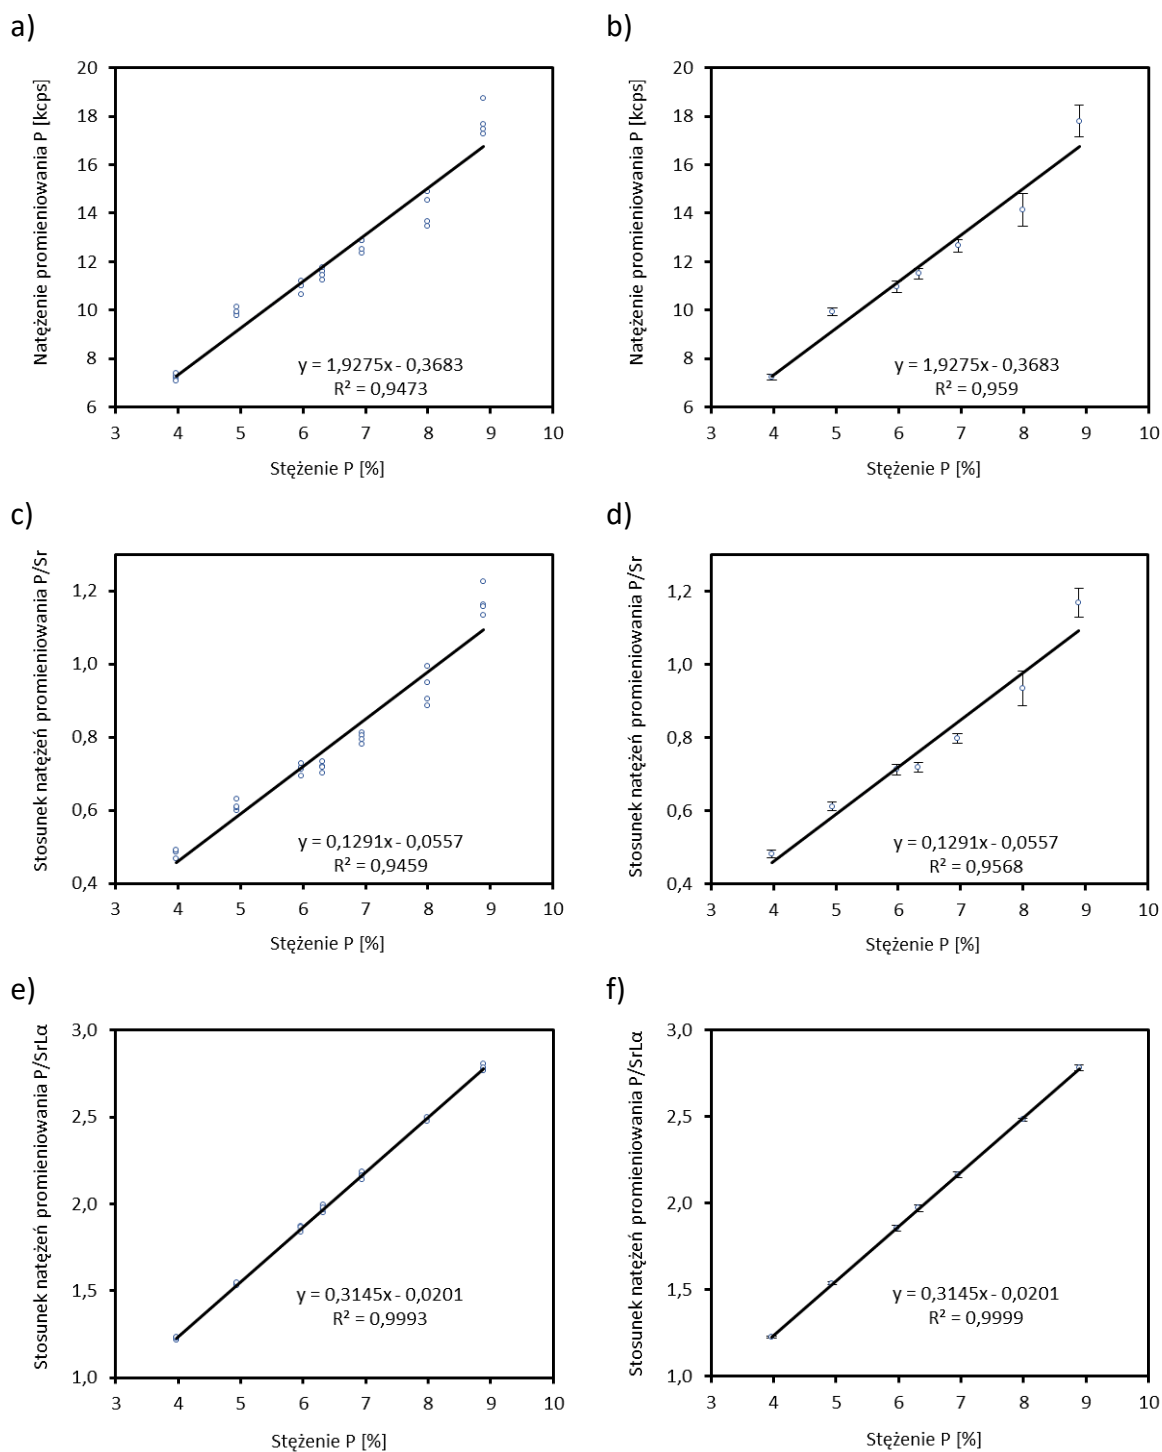 a)
Natężenie promieniowania P [kcps]
20
18
16
14
12
10
8
6
y = 1,9275x - 0,3683
R² = 0,9473
3 4 5 6 7 8 9 10
Stężenie P [%]
b)
Natężenie promieniowania P [kcps]
20
18
16
14
12
10
8
6
y = 1,9275x - 0,3683
R² = 0,959
3 4 5 6 7 8 9 10
Stężenie P [%]
c)
Stosunek natężeń promieniowania P/Sr
1,2
1,0
0,8
0,6
0,4
y = 0,1291x - 0,0557
R² = 0,9459
3 4 5 6 7 8 9 10
Stężenie P [%]
d)
Stosunek natężeń promieniowania P/Sr
1,2
1,0
0,8
0,6
0,4
y = 0,1291x - 0,0557
R² = 0,9568
3 4 5 6 7 8 9 10
Stężenie P [%]
e)
Stosunek natężeń promieniowania P/SrLα
3,0
2,5
2,0
1,5
1,0
y = 0,3145x - 0,0201
R² = 0,9993
3 4 5 6 7 8 9 10
Stężenie P [%]
f)
Stosunek natężeń promieniowania P/SrLα
3,0
2,5
2,0
1,5
1,0
y = 0,3145x - 0,0201
R² = 0,9999
3 4 5 6 7 8 9 10
Stężenie P [%]